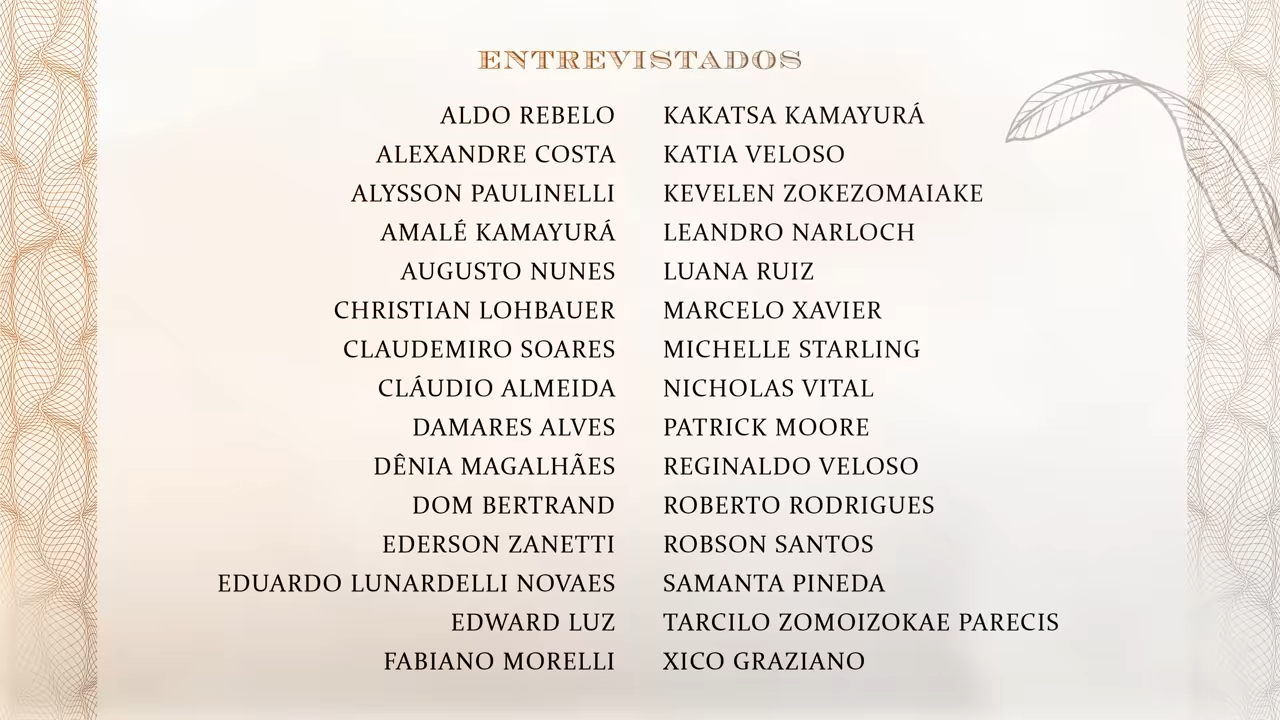 ENTREVISTADOS
ALDO REBELO
ALEXANDRE COSTA
ALYSSON PAULINELLI
AMALÉ KAMAYURÁ
AUGUSTO NUNES
CHRISTIAN LOHBAUER
CLAUDEMIRO SOARES
CLÁUDIO ALMEIDA
DAMARES ALVES
DÊNIA MAGALHÃES
DOM BERTRAND
EDERSON ZANETTI
EDUARDO LUNARDELLI NOVAES
EDWARD LUZ
FABIANO MORELLI
KAKATSA KAMAYURÁ
KATIA VELOSO
KEVELEN ZOKEZOMAIAKE
LEANDRO NARLOCH
LUANA RUIZ
MARCELO XAVIER
MICHELLE STARLING
NICHOLAS VITAL
PATRICK MOORE
REGINALDO VELOSO
ROBERTO RODRIGUES
ROBSON SANTOS
SAMANTA PINEDA
TARCILO ZOMOIZOKAE PARECIS
XICO GRAZIANO